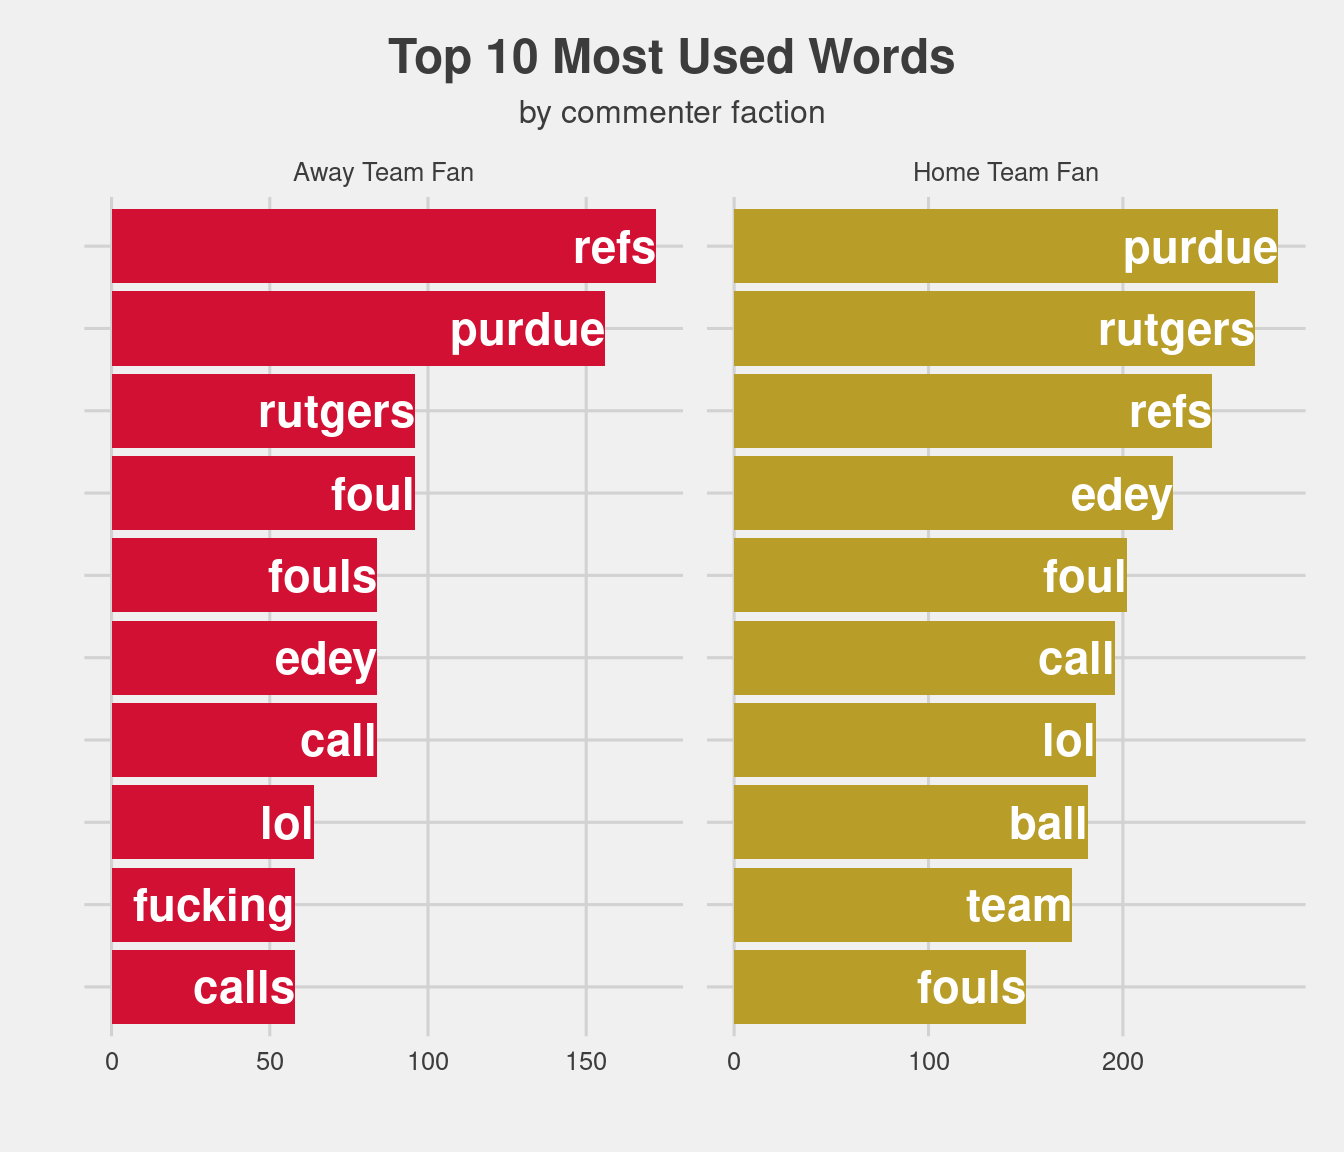 Top 10 Most Used Words
by commenter faction
Away Team Fan
refs
purdue
rutgers
foul
fouls
edey
call
lol
fucking
calls
0 50 100 150
Home Team Fan
purdue
rutgers
refs
edey
foul
call
lol
ball
team
fouls
0 100 200